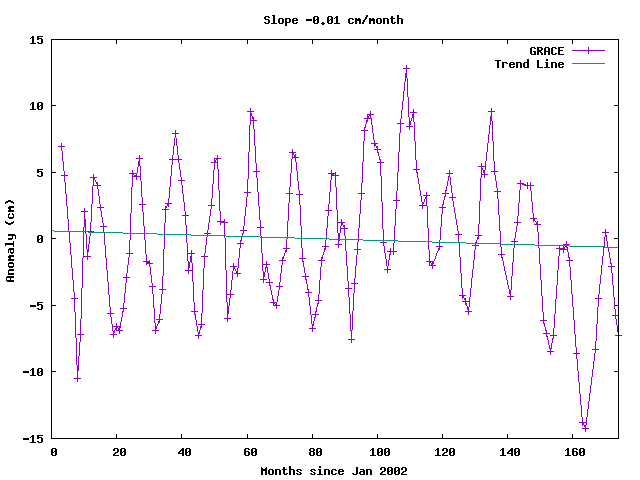 Slope -0.01 cm/month
GRACE
Trend Line
15
10
5
0
-5
-10
-15
Anomaly (cm)
0 20 40 60 80 100 120 140 160
Months since Jan 2002